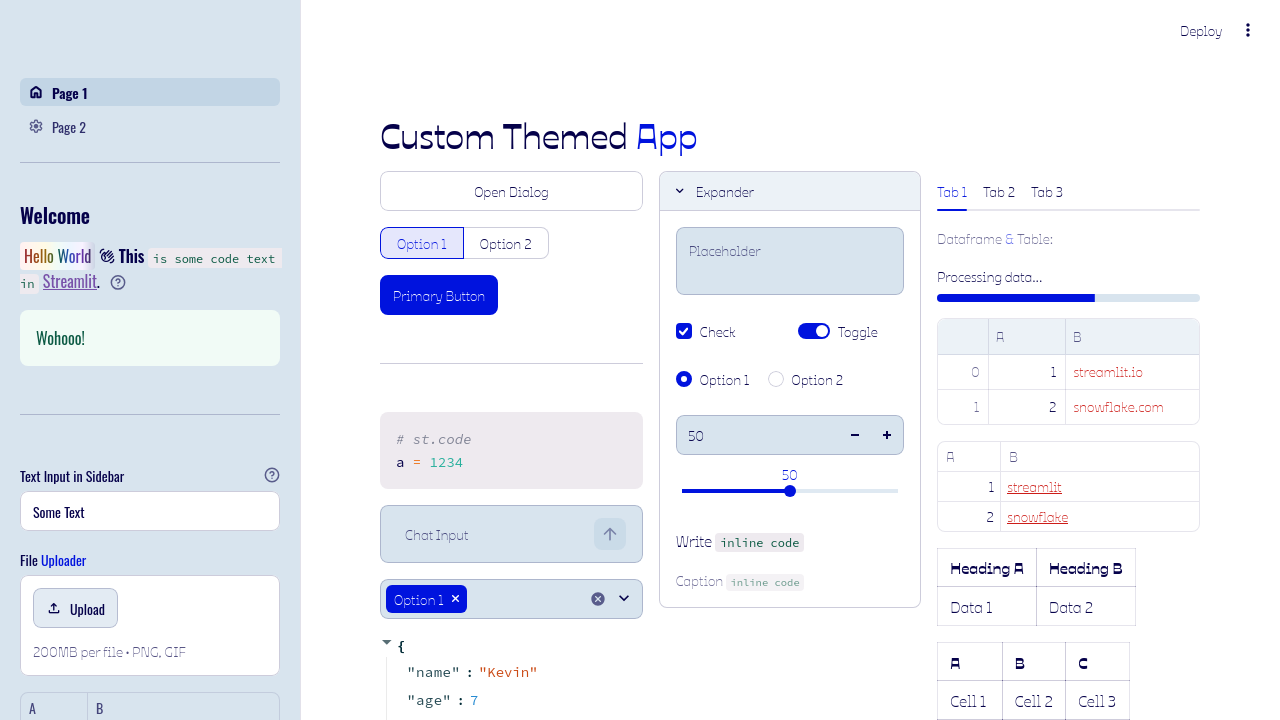 Deploy
Page 1
Page 2
Welcome
Hello World 👋 This is some code text
in Streamlit.
Wohooo!
Text Input in Sidebar
Some Text
File Uploader
Upload
200MB per file • PNG, GIF
A B
Custom Themed App
Open Dialog
Option 1 Option 2
Primary Button
# st.code
a = 1234
Chat Input
Option 1
{
"name" : "Kevin"
"age" : 7
Expander
Placeholder
Check Toggle
Option 1 Option 2
50
50
Write inline code
Caption inline code
Tab 1 Tab 2 Tab 3
Dataframe & Table:
Processing data...
A B
0 1 streamlit.io
1 2 snowflake.com
A B
1 streamlit
2 snowflake
Heading A Heading B
Data 1 Data 2
A B C
Cell 1 Cell 2 Cell 3